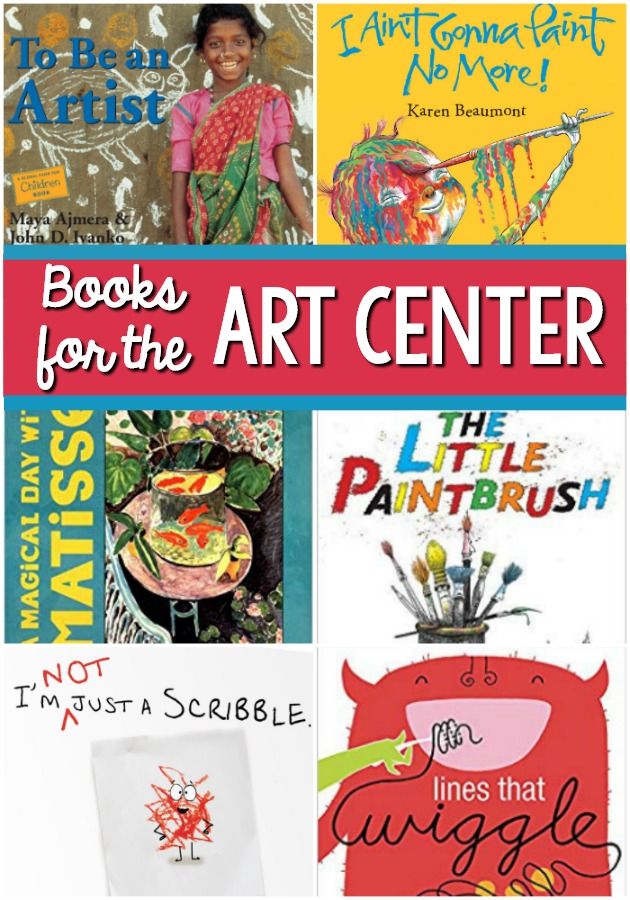 To Be an
Artist
A GLOBAL FUND FOR
Children
BOOK
Maya Ajmera &
John D. Ivanko
I Ain't Gonna Paint
No More!
Karen Beaumont
Books
for the
ART CENTER
A MAGICAL DAY WI
MATISSE
THE
LITTLE
PAINTBRUSH
NOT
I'M ^ JUST A SCRIBBLE.
lines that
wiggle